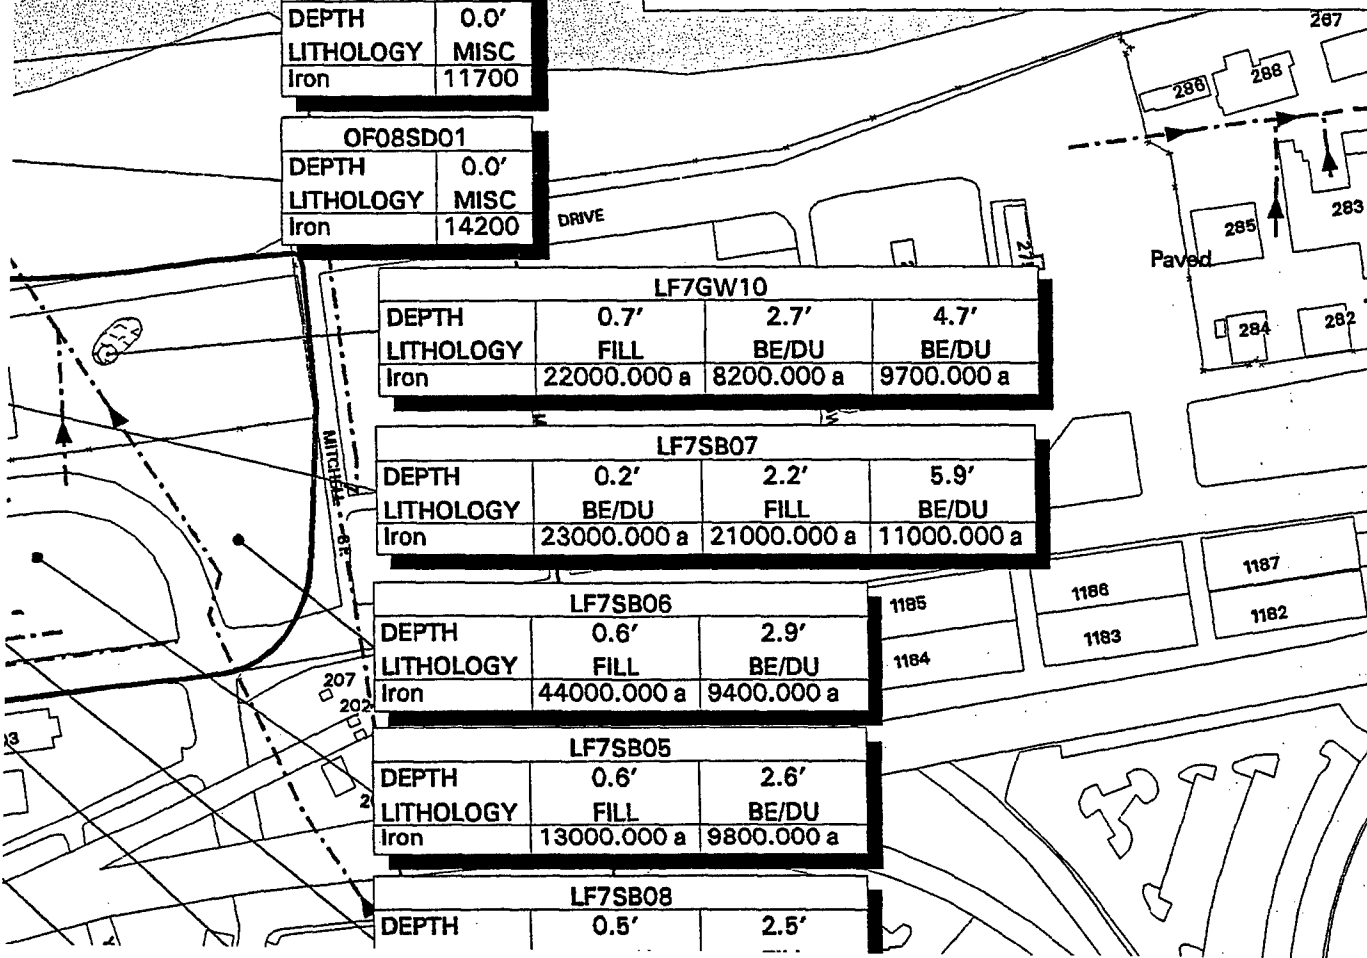 DEPTH 0.0′
LITHOLOGY MISC
Iron 11700
OF08SD01
DEPTH 0.0′
LITHOLOGY MISC
Iron 14200
DRIVE
267
286
288
285
283
Paved
284
282
LF7GW10
DEPTH 0.7′ 2.7′ 4.7′
LITHOLOGY FILL BE/DU BE/DU
Iron 22000.000 a 8200.000 a 9700.000 a
LF7SB07
DEPTH 0.2′ 2.2′ 5.9′
LITHOLOGY BE/DU FILL BE/DU
Iron 23000.000 a 21000.000 a 11000.000 a
MITCHELL ST.
1187
1186
1185
1182
1183
1184
LF7SB06
DEPTH 0.6′ 2.9′
LITHOLOGY FILL BE/DU
Iron 44000.000 a 9400.000 a
207
202
LF7SB05
DEPTH 0.6′ 2.6′
LITHOLOGY FILL BE/DU
Iron 13000.000 a 9800.000 a
LF7SB08
DEPTH 0.5′ 2.5′